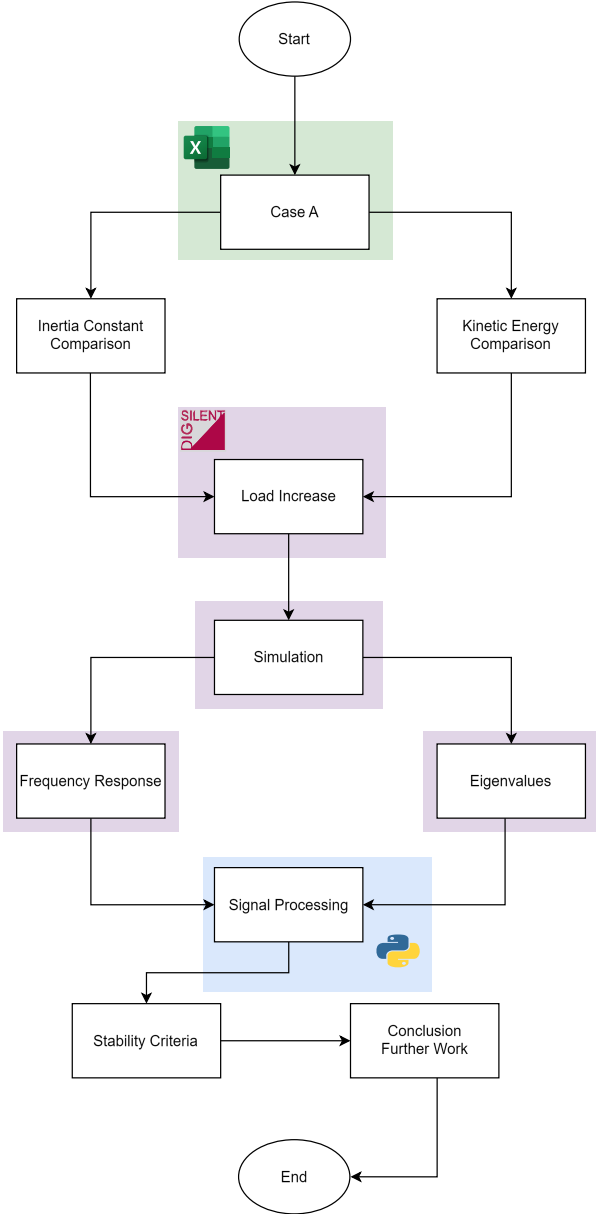 Start
X
Case A
Inertia Constant
Comparison
Kinetic Energy
Comparison
SILENT
DIG
Load Increase
Simulation
Frequency Response
Eigenvalues
Signal Processing
Stability Criteria
Conclusion
Further Work
End